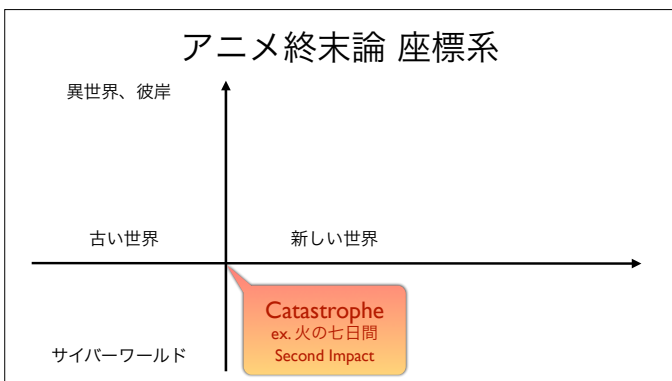 アニメ終末論 座標系
異世界、彼岸
古い世界
新しい世界
Catastrophe
ex. 火の七日間
Second Impact
サイバーワールド